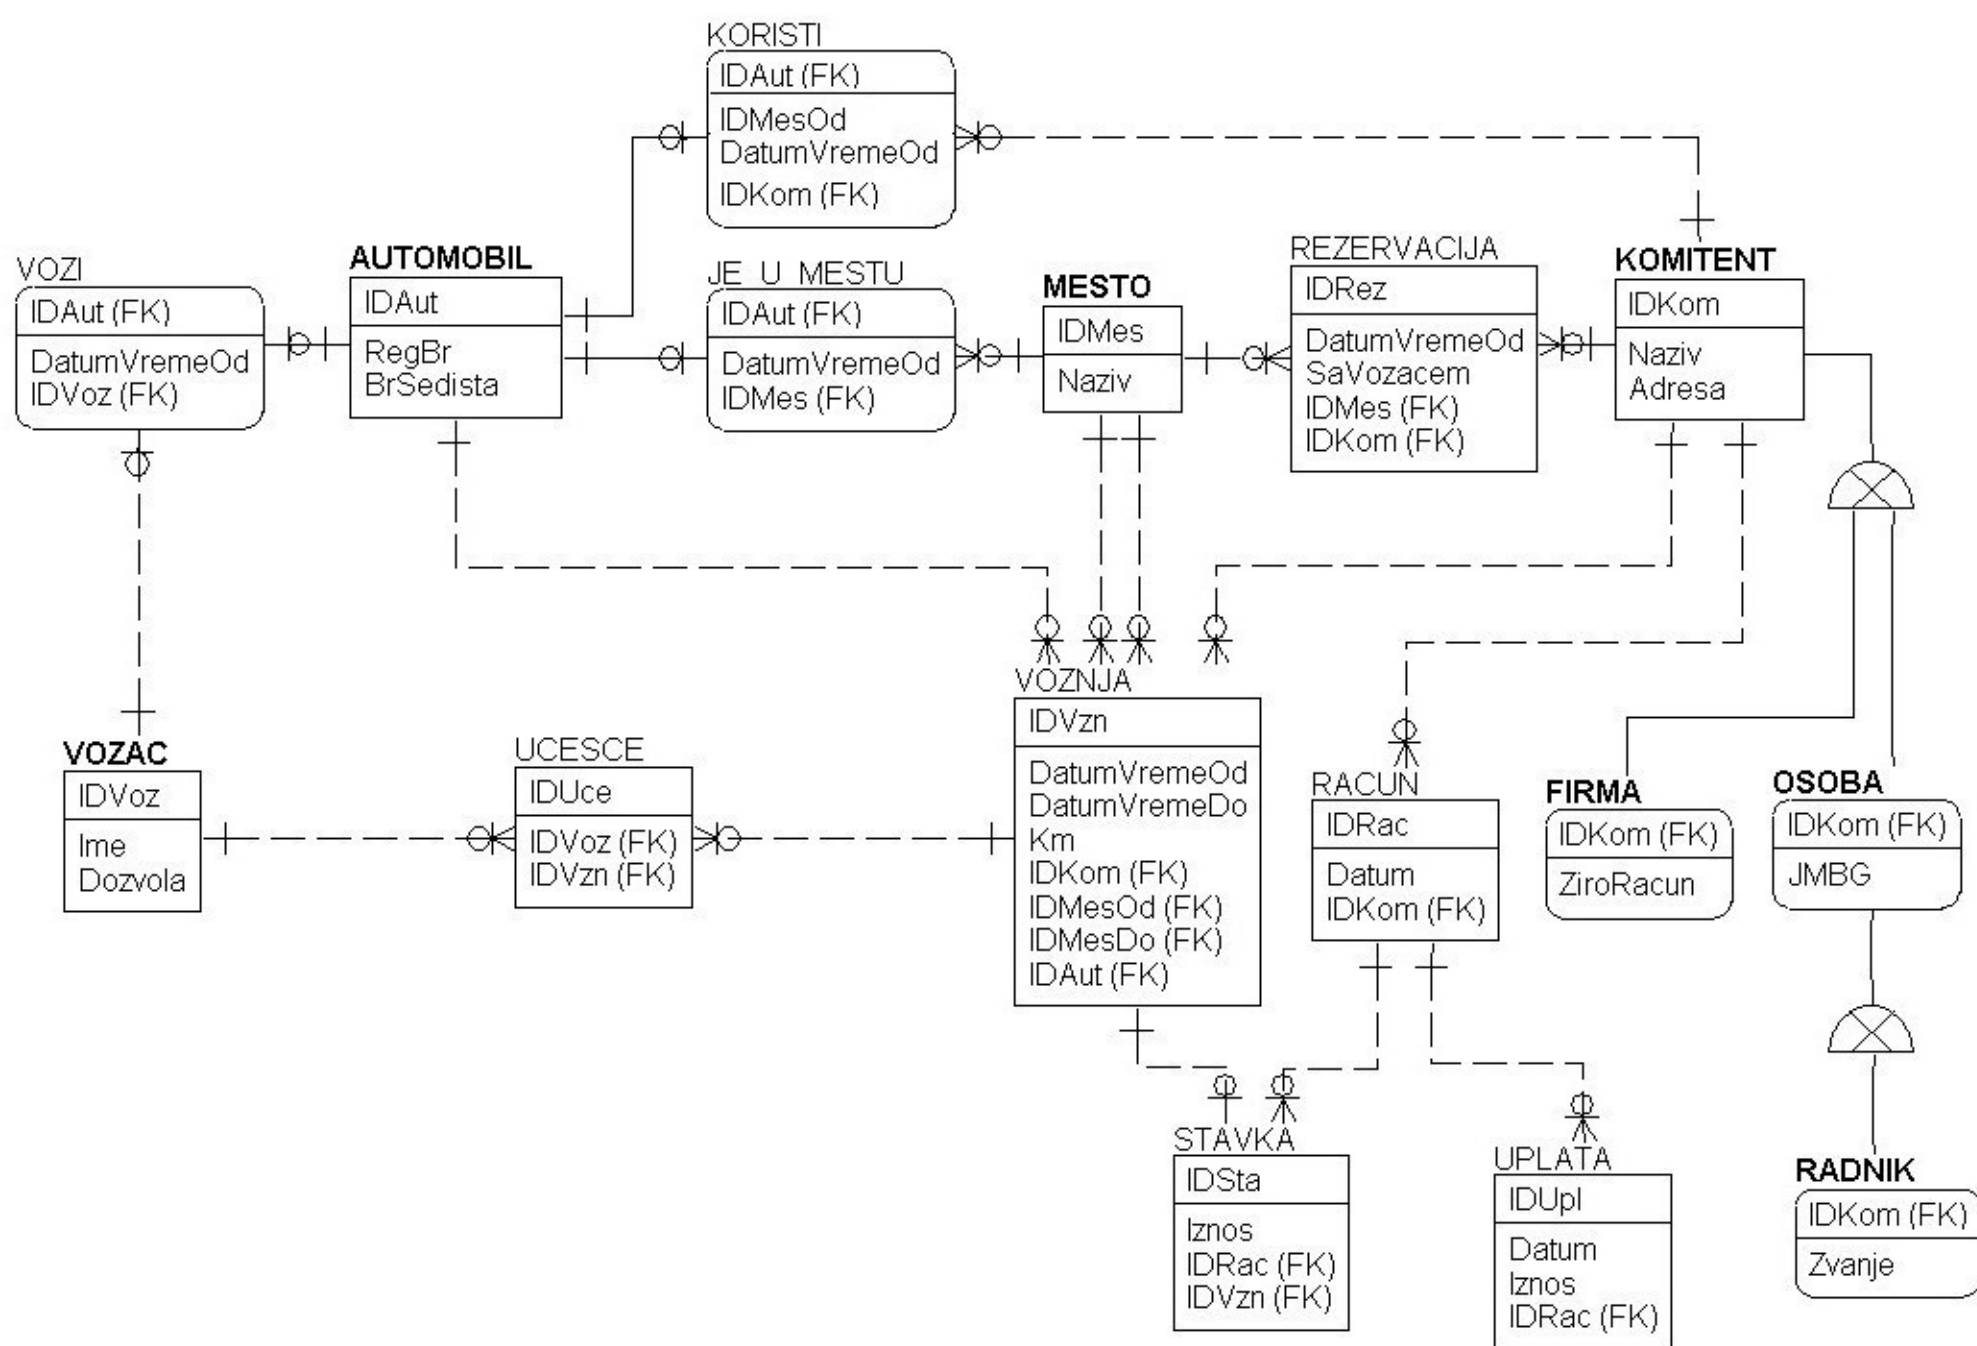 KORISTI
IDAut (FK)
IDMesOd
DatumVremeOd
IDKom (FK)
VOZI
IDAut (FK)
DatumVremeOd
IDVoz (FK)
AUTOMOBIL
IDAut
RegBr
BrSedista
JE_U_MESTU
IDAut (FK)
DatumVremeOd
IDMes (FK)
MESTO
IDMes
Naziv
REZERVACIJA
IDRez
DatumVremeOd
SaVozacem
IDMes (FK)
IDKom (FK)
KOMITENT
IDKom
Naziv
Adresa
VOZAC
IDVoz
Ime
Dozvola
UCESCE
IDUce
IDVoz (FK)
IDVzn (FK)
VOZNJA
IDVzn
DatumVremeOd
DatumVremeDo
Km
IDKom (FK)
IDMesOd (FK)
IDMesDo (FK)
IDAut (FK)
RACUN
IDRac
Datum
IDKom (FK)
FIRMA
IDKom (FK)
ZiroRacun
OSOBA
IDKom (FK)
JMBG
STAVKA
IDSta
Iznos
IDRac (FK)
IDVzn (FK)
UPLATA
IDUpl
Datum
Iznos
IDRac (FK)
RADNIK
IDKom (FK)
Zvanje